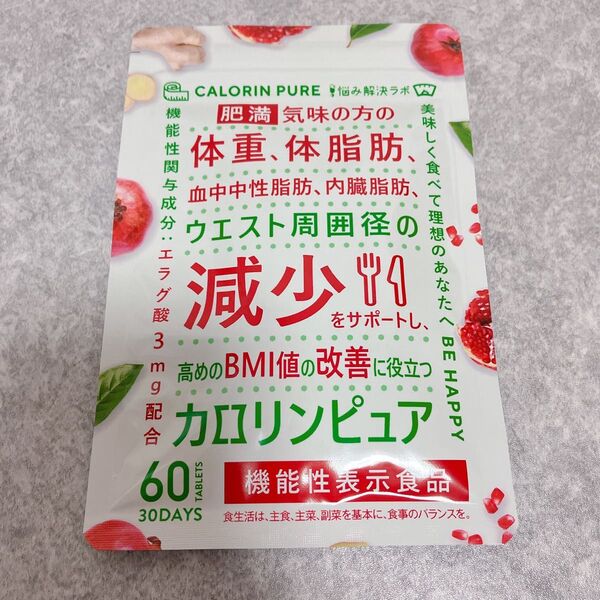 CALORIN PURE 悩み解決ラボ
肥満気味の方の
体重、体脂肪、
血中中性脂肪、内臓脂肪、
ウエスト周囲径の
減少
をサポートし、
高めのBMI値の改善に役立つ
カロリンピュア
機能性関与成分：エラグ酸3mg配合
美味しく食べて理想のあなたへ BE HAPPY
60 TABLETS
30DAYS
機能性表示食品
食生活は、主食、主菜、副菜を基本に、食事のバランスを。